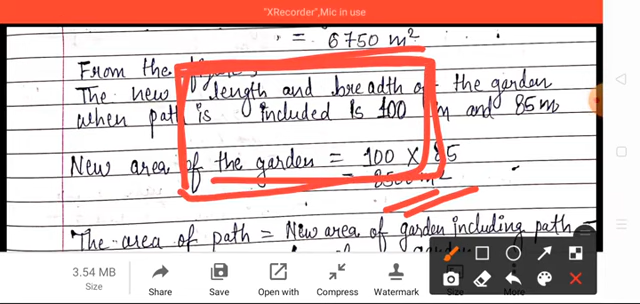 "XRecorder",Mic in use
= 6750 m²
From the
The new length and breadth of the garden
when path is included is 100 m and 85m
New area of the garden = 100 X 85
= 8500 m²
The area of path = New area of garden including path -
3.54 MB
Size
Share
Save
Open with
Compress
Watermark
More